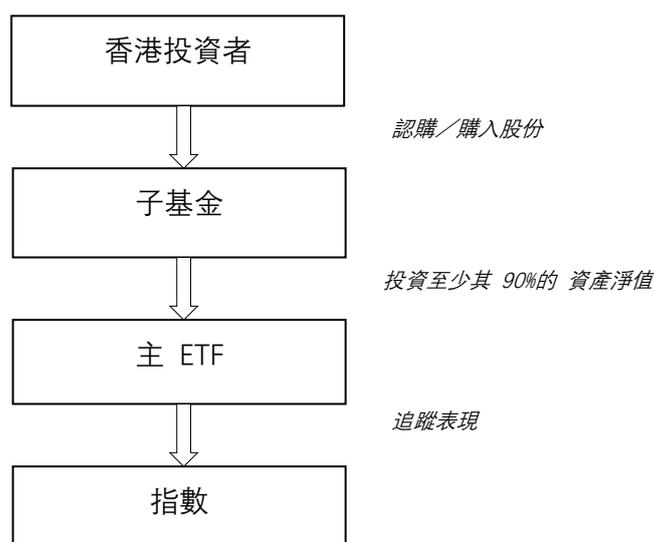 香港投資者
認購／購入股份
子基金
投資至少其 90%的 資產淨值
主 ETF
追蹤表現
指數